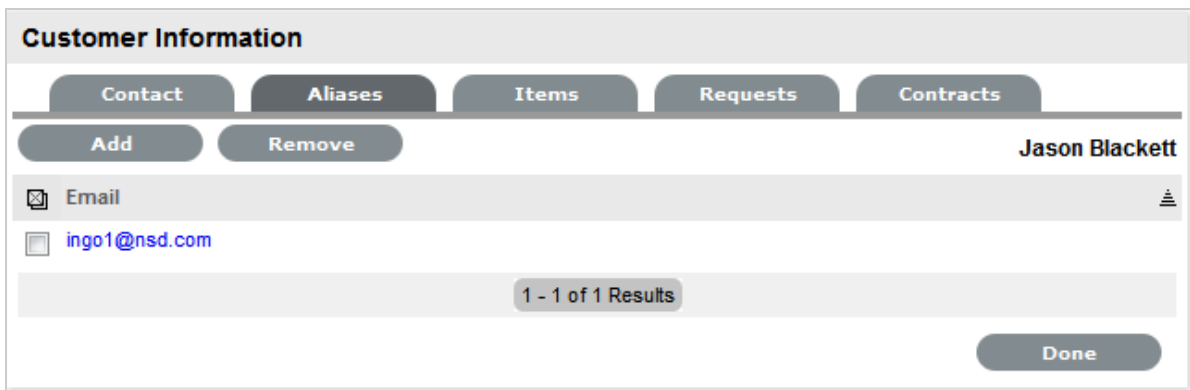 Customer Information
Contact Aliases Items Requests Contracts
Add Remove Jason Blackett
Email
ingo1@nsd.com
1 - 1 of 1 Results
Done